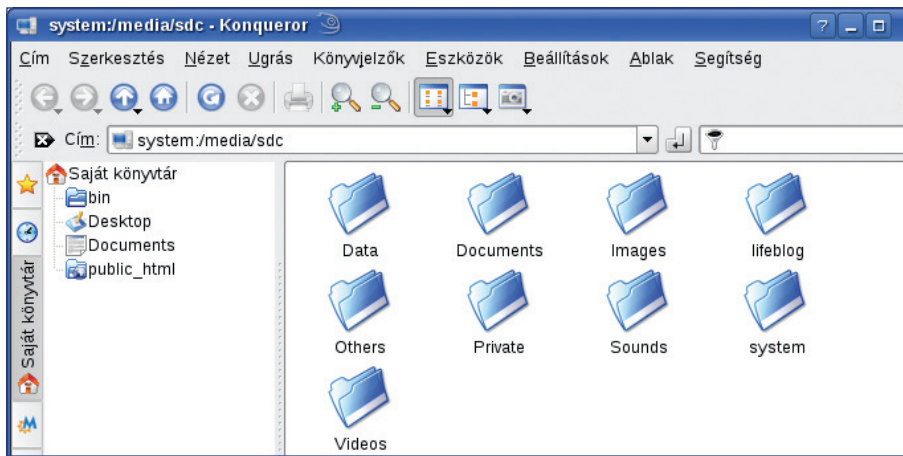 system:/media/sdc - Konqueror
Cím Szerkesztés Nézet Ugrás Könyvjelzők Eszközök Beállítások Ablak Segítség
Cím: system:/media/sdc
Saját könyvtár
bin
Desktop
Documents
public_html
Saját könyvtár
Data Documents Images lifeblog
Others Private Sounds system
Videos